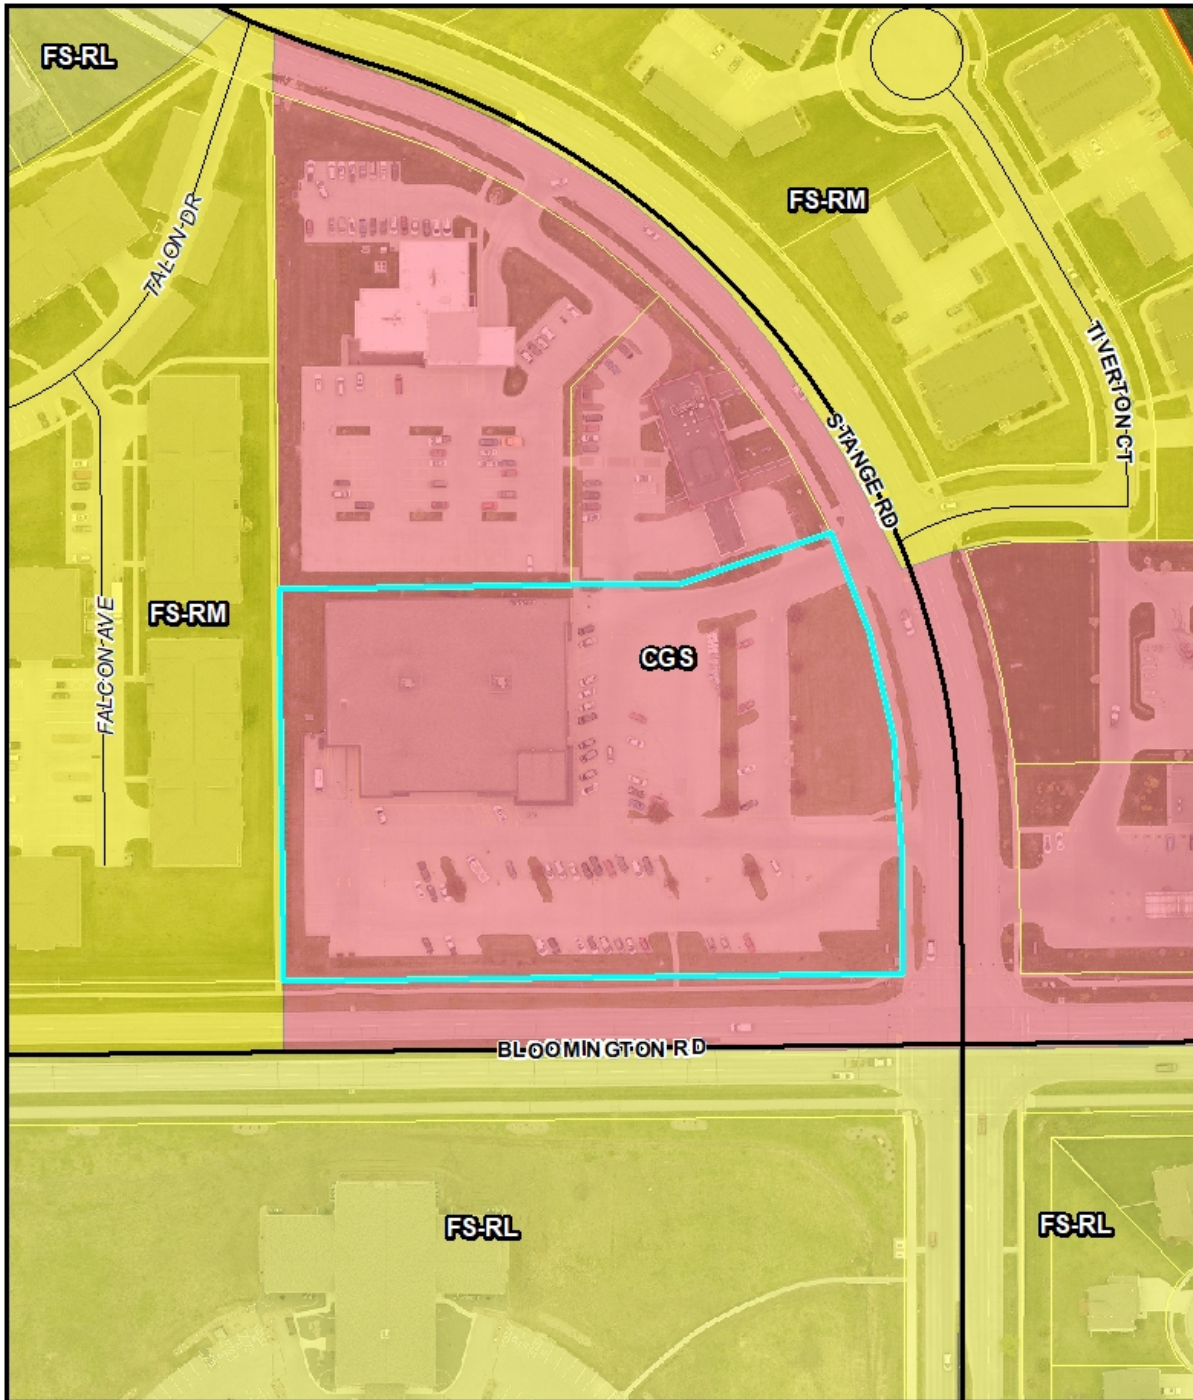 FS-RL
FS-RM
TALON DR
TIVERTON CT
STANGE RD
FS-RM
FALCON AVE
CGS
BLOOMINGTON RD
FS-RL
FS-RL